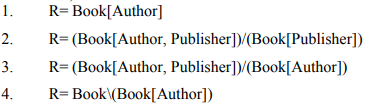 1. R= Book[Author]
2. R= (Book[Author, Publisher])/(Book[Publisher])
3. R= (Book[Author, Publisher])/(Book[Author])
4. R= Book\(Book[Author])